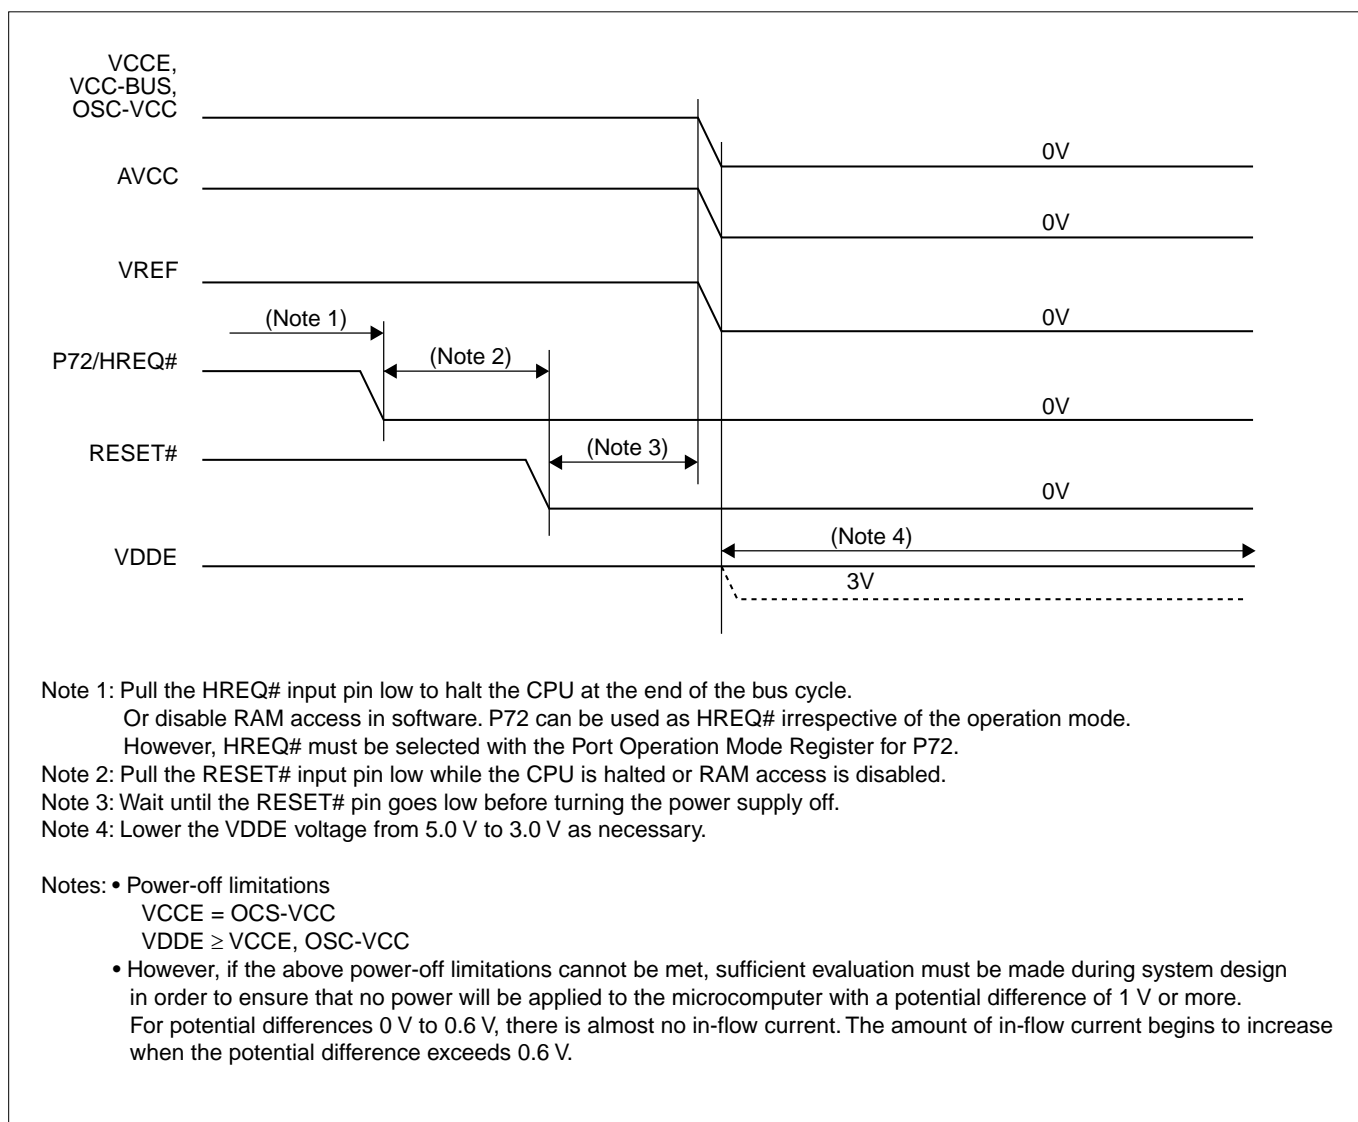 VCCE,
VCC-BUS,
OSC-VCC
0V
AVCC
0V
VREF
0V
(Note 1)
P72/HREQ#
(Note 2)
0V
RESET#
(Note 3)
0V
VDDE
(Note 4)
3V
Note 1: Pull the HREQ# input pin low to halt the CPU at the end of the bus cycle.
Or disable RAM access in software. P72 can be used as HREQ# irrespective of the operation mode.
However, HREQ# must be selected with the Port Operation Mode Register for P72.
Note 2: Pull the RESET# input pin low while the CPU is halted or RAM access is disabled.
Note 3: Wait until the RESET# pin goes low before turning the power supply off.
Note 4: Lower the VDDE voltage from 5.0 V to 3.0 V as necessary.
Notes: • Power-off limitations
VCCE = OCS-VCC
VDDE ≥ VCCE, OSC-VCC
• However, if the above power-off limitations cannot be met, sufficient evaluation must be made during system design
in order to ensure that no power will be applied to the microcomputer with a potential difference of 1 V or more.
For potential differences 0 V to 0.6 V, there is almost no in-flow current. The amount of in-flow current begins to increase
when the potential difference exceeds 0.6 V.